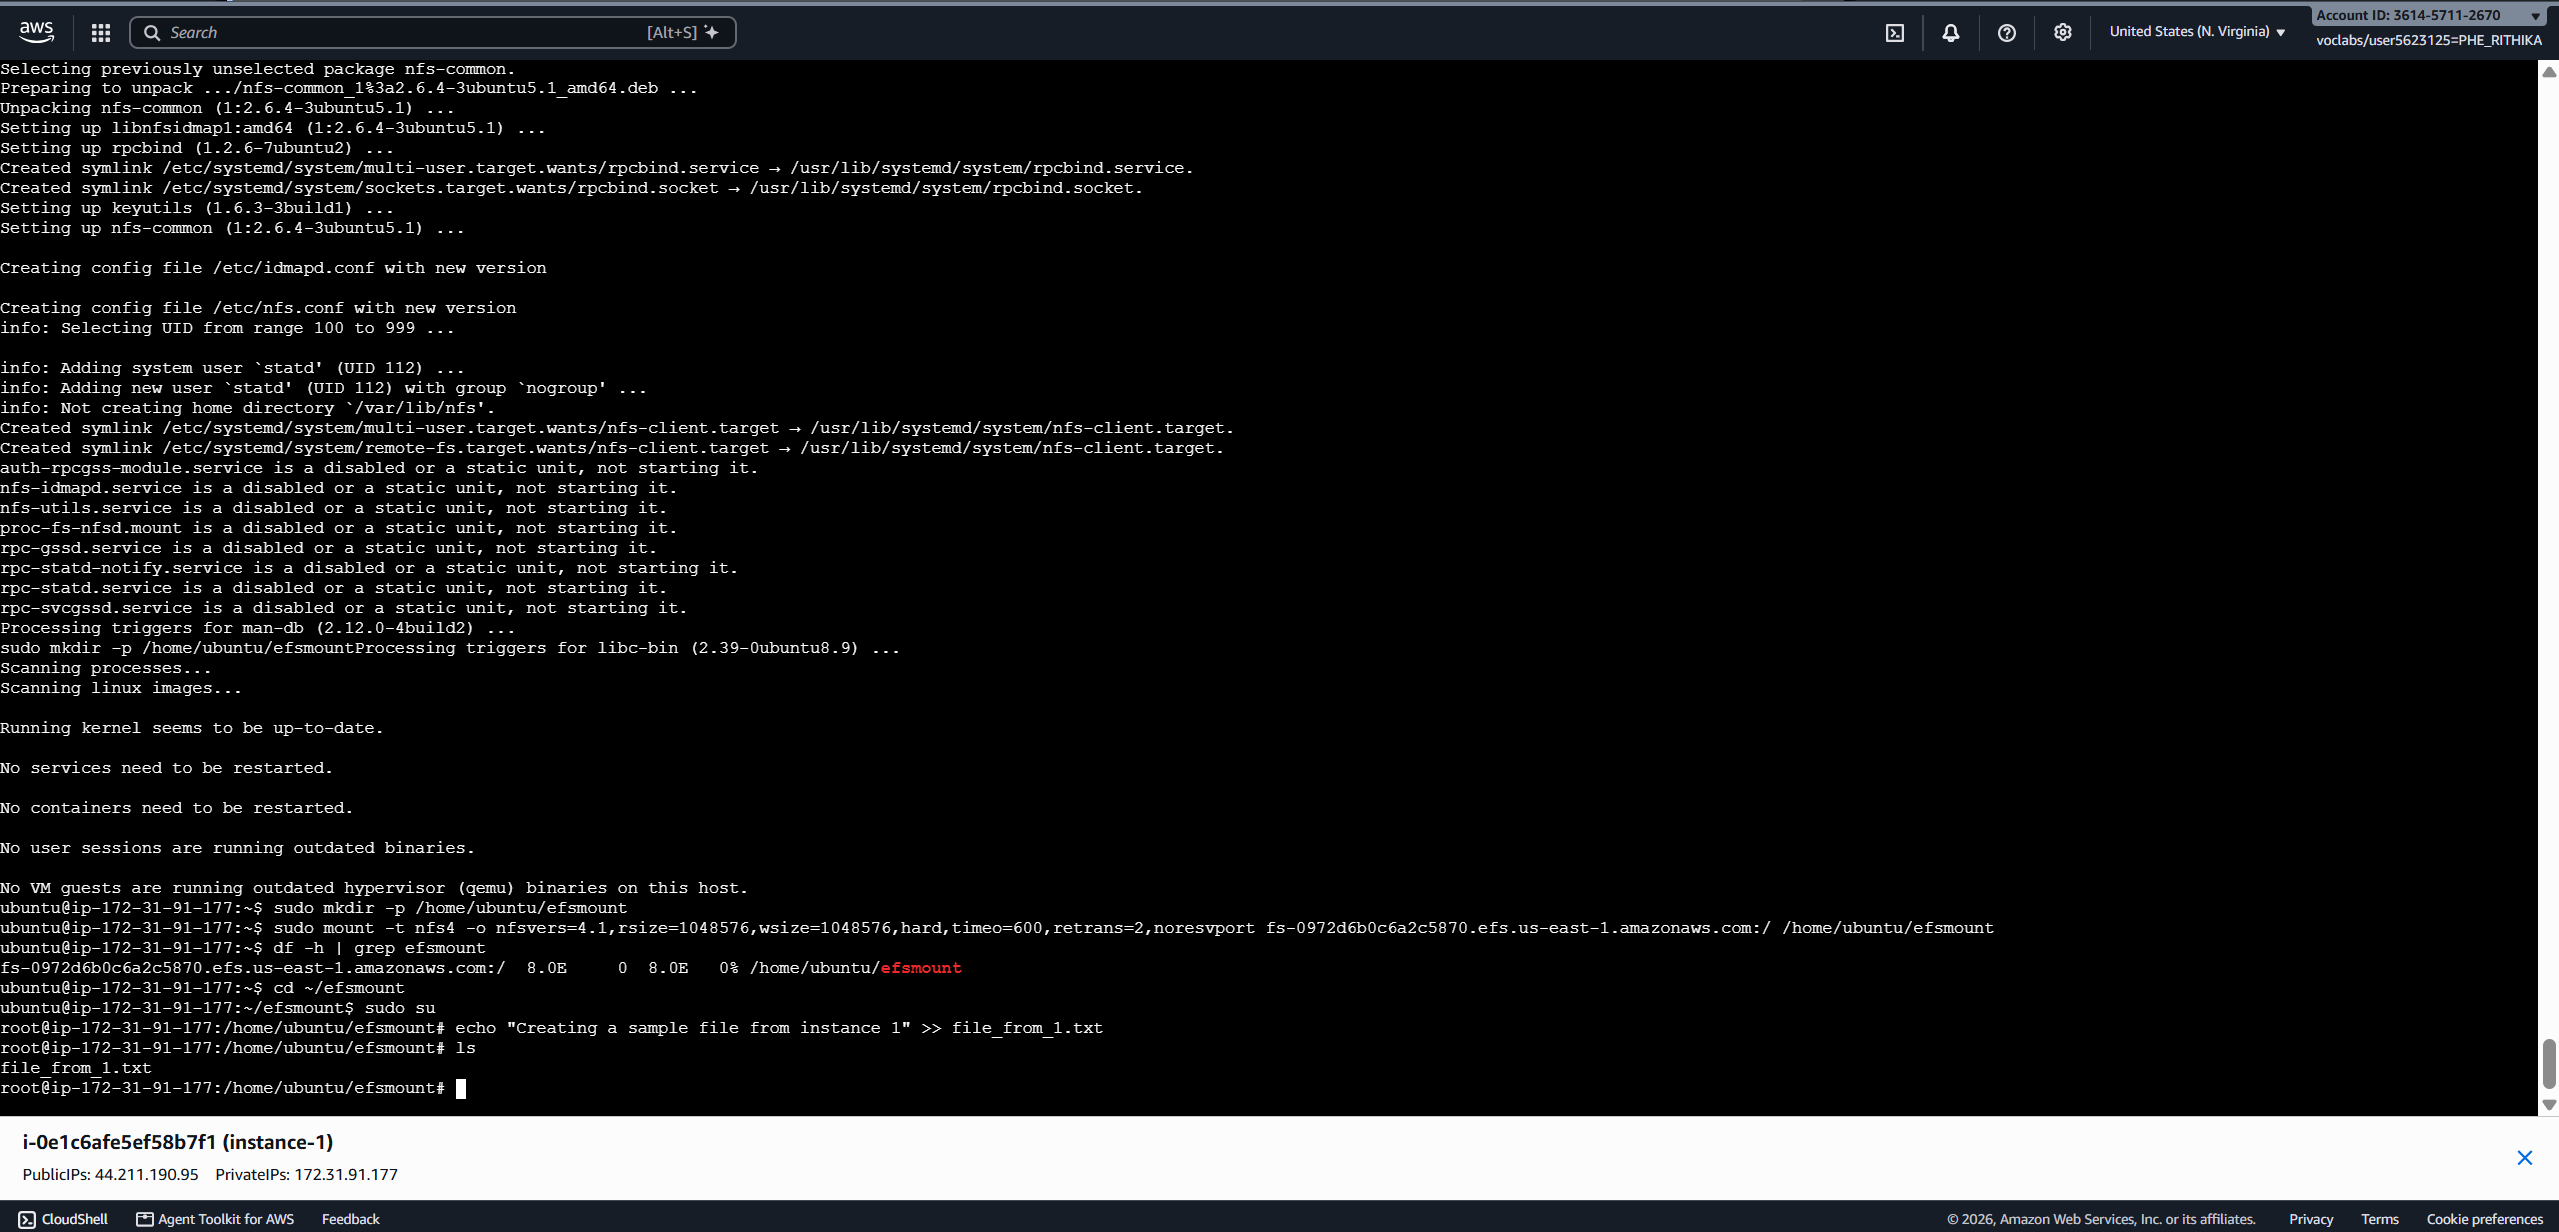 aws
Search [Alt+S]
United States (N. Virginia)
Account ID: 3614-5711-2670
voclabs/user5623125=PHE_RITHIKA
Selecting previously unselected package nfs-common.
Preparing to unpack .../nfs-common_1%3a2.6.4-3ubuntu5.1_amd64.deb ...
Unpacking nfs-common (1:2.6.4-3ubuntu5.1) ...
Setting up libnfsidmap1:amd64 (1:2.6.4-3ubuntu5.1) ...
Setting up rpcbind (1.2.6-7ubuntu2) ...
Created symlink /etc/systemd/system/multi-user.target.wants/rpcbind.service → /usr/lib/systemd/system/rpcbind.service.
Created symlink /etc/systemd/system/sockets.target.wants/rpcbind.socket → /usr/lib/systemd/system/rpcbind.socket.
Setting up keyutils (1.6.3-3build1) ...
Setting up nfs-common (1:2.6.4-3ubuntu5.1) ...
Creating config file /etc/idmapd.conf with new version
Creating config file /etc/nfs.conf with new version
info: Selecting UID from range 100 to 999 ...
info: Adding system user `statd' (UID 112) ...
info: Adding new user `statd' (UID 112) with group `nogroup' ...
info: Not creating home directory `/var/lib/nfs'.
Created symlink /etc/systemd/system/multi-user.target.wants/nfs-client.target → /usr/lib/systemd/system/nfs-client.target.
Created symlink /etc/systemd/system/remote-fs.target.wants/nfs-client.target → /usr/lib/systemd/system/nfs-client.target.
auth-rpcgss-module.service is a disabled or a static unit, not starting it.
nfs-idmapd.service is a disabled or a static unit, not starting it.
nfs-utils.service is a disabled or a static unit, not starting it.
proc-fs-nfsd.mount is a disabled or a static unit, not starting it.
rpc-gssd.service is a disabled or a static unit, not starting it.
rpc-statd-notify.service is a disabled or a static unit, not starting it.
rpc-statd.service is a disabled or a static unit, not starting it.
rpc-svcgssd.service is a disabled or a static unit, not starting it.
Processing triggers for man-db (2.12.0-4build2) ...
sudo mkdir -p /home/ubuntu/efsmountProcessing triggers for libc-bin (2.39-0ubuntu8.9) ...
Scanning processes...
Scanning linux images...
Running kernel seems to be up-to-date.
No services need to be restarted.
No containers need to be restarted.
No user sessions are running outdated binaries.
No VM guests are running outdated hypervisor (qemu) binaries on this host.
ubuntu@ip-172-31-91-177:~$ sudo mkdir -p /home/ubuntu/efsmount
ubuntu@ip-172-31-91-177:~$ sudo mount -t nfs4 -o nfsvers=4.1,rsize=1048576,wsize=1048576,hard,timeo=600,retrans=2,noresvport fs-0972d6b0c6a2c5870.efs.us-east-1.amazonaws.com:/ /home/ubuntu/efsmount
ubuntu@ip-172-31-91-177:~$ df -h | grep efsmount
fs-0972d6b0c6a2c5870.efs.us-east-1.amazonaws.com:/  8.0E     0  8.0E   0% /home/ubuntu/efsmount
ubuntu@ip-172-31-91-177:~$ cd ~/efsmount
ubuntu@ip-172-31-91-177:~/efsmount$ sudo su
root@ip-172-31-91-177:/home/ubuntu/efsmount# echo "Creating a sample file from instance 1" >> file_from_1.txt
root@ip-172-31-91-177:/home/ubuntu/efsmount# ls
file_from_1.txt
root@ip-172-31-91-177:/home/ubuntu/efsmount#
i-0e1c6afe5ef58b7f1 (instance-1)
PublicIPs: 44.211.190.95 PrivateIPs: 172.31.91.177
CloudShell Agent Toolkit for AWS Feedback © 2026, Amazon Web Services, Inc. or its affiliates. Privacy Terms Cookie preferences